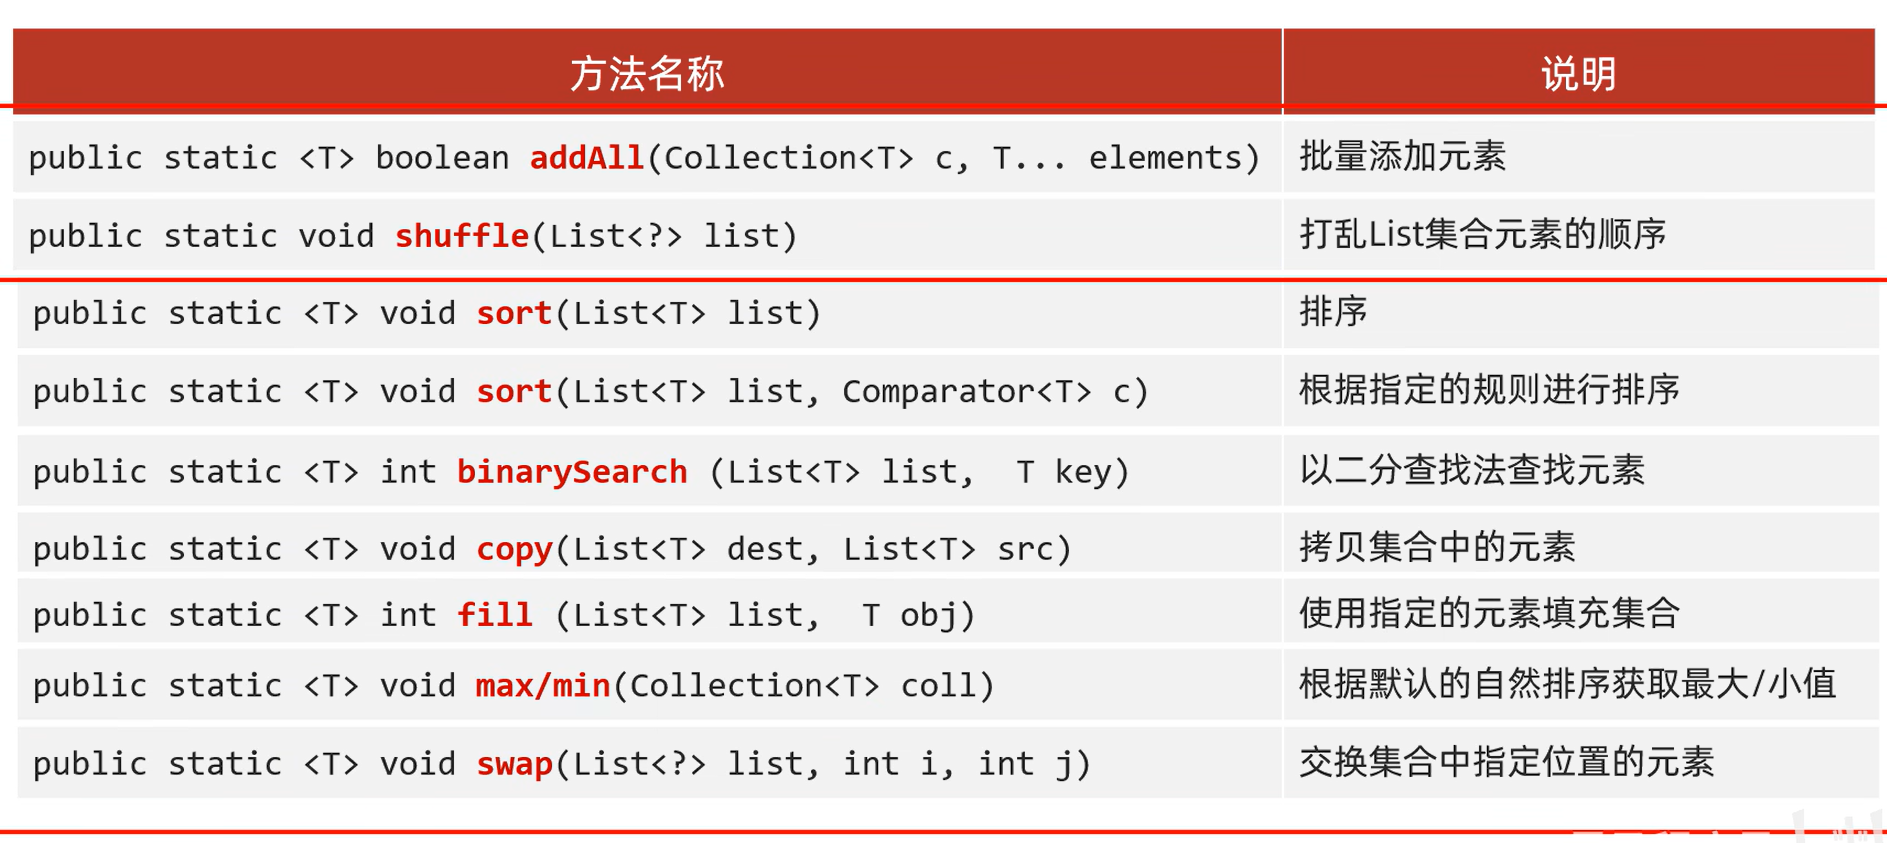 方法名称 说明
public static <T> boolean addAll(Collection<T> c, T... elements) 批量添加元素
public static void shuffle(List<?> list) 打乱List集合元素的顺序
public static <T> void sort(List<T> list) 排序
public static <T> void sort(List<T> list, Comparator<T> c) 根据指定的规则进行排序
public static <T> int binarySearch (List<T> list, T key) 以二分查找法查找元素
public static <T> void copy(List<T> dest, List<T> src) 拷贝集合中的元素
public static <T> int fill (List<T> list, T obj) 使用指定的元素填充集合
public static <T> void max/min(Collection<T> coll) 根据默认的自然排序获取最大/小值
public static <T> void swap(List<?> list, int i, int j) 交换集合中指定位置的元素